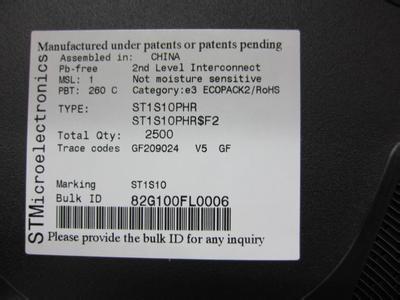 Manufactured under patents or patents pending
Assembled in: CHINA
Pb-free 2nd Level Interconnect
MSL: 1 Not moisture sensitive
PBT: 260 C Category:e3 ECOPACK2/RoHS
TYPE: ST1S10PHR
ST1S10PHR$F2
Total Qty: 2500
Trace codes GF209024 V5 GF
Marking ST1S10
Bulk ID 82G100FL0006
Please provide the bulk ID for any inquiry
STMicroelectronics